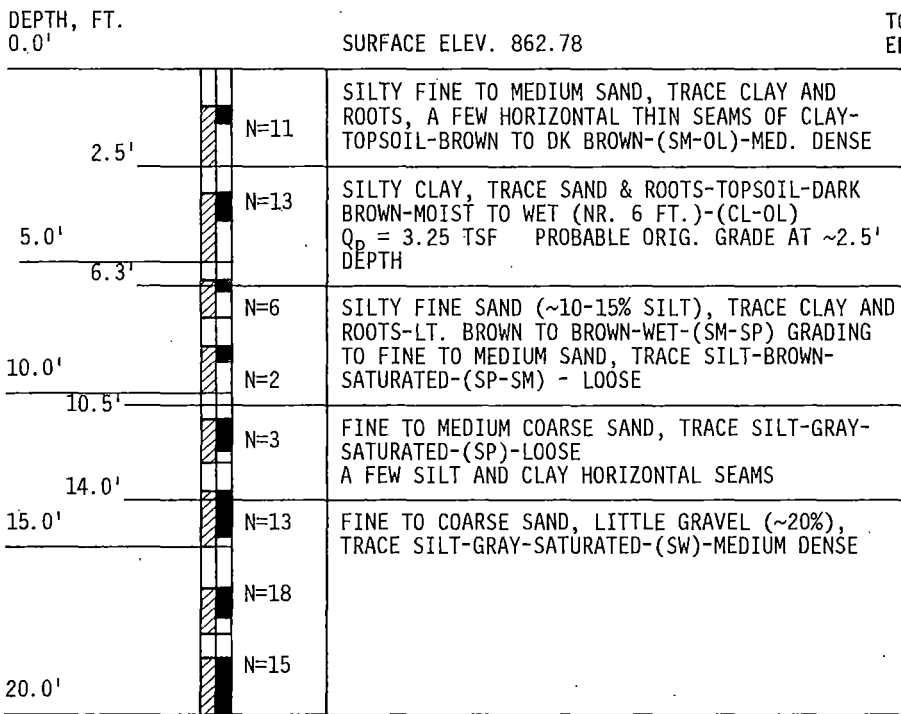 DEPTH, FT.
0.0' SURFACE ELEV. 862.78
SILTY FINE TO MEDIUM SAND, TRACE CLAY AND
ROOTS, A FEW HORIZONTAL THIN SEAMS OF CLAY-
TOPSOIL-BROWN TO DK BROWN-(SM-OL)-MED. DENSE
N=11
2.5'
SILTY CLAY, TRACE SAND & ROOTS-TOPSOIL-DARK
BROWN-MOIST TO WET (NR. 6 FT.)-(CL-OL)
Qp = 3.25 TSF PROBABLE ORIG. GRADE AT ~2.5'
DEPTH
N=13
5.0'
6.3'
SILTY FINE SAND (~10-15% SILT), TRACE CLAY AND
ROOTS-LT. BROWN TO BROWN-WET-(SM-SP) GRADING
TO FINE TO MEDIUM SAND, TRACE SILT-BROWN-
SATURATED-(SP-SM) - LOOSE
N=6
N=2
10.0'
10.5'
FINE TO MEDIUM COARSE SAND, TRACE SILT-GRAY-
SATURATED-(SP)-LOOSE
A FEW SILT AND CLAY HORIZONTAL SEAMS
N=3
14.0'
15.0'
FINE TO COARSE SAND, LITTLE GRAVEL (~20%),
TRACE SILT-GRAY-SATURATED-(SW)-MEDIUM DENSE
N=13
N=18
N=15
20.0'